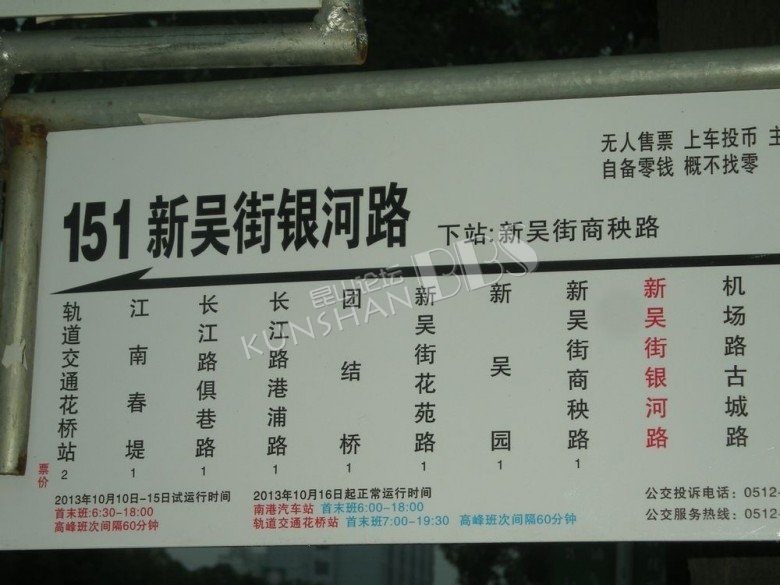 无人售票 上车投币 主
自备零钱 概不找零
151 新吴街银河路 下站:新吴街商秧路
昆山论坛
KUNSHAN BBS
轨道交通花桥站
江南春堤
长江路俱巷路
长江路港浦路
团结桥
新吴街花苑路
新吴园
新吴街商秧路
新吴街银河路
机场路古城路
票价 2 1 1 1 1 1 1 1
2013年10月10日-15日试运行时间
首末班6:30-18:00
高峰班次间隔60分钟
2013年10月16日起正常运行时间
南港汽车站 首末班6:00-18:00
轨道交通花桥站 首末班7:00-19:30 高峰班次间隔60分钟
公交投诉电话：0512-
公交服务热线：0512-